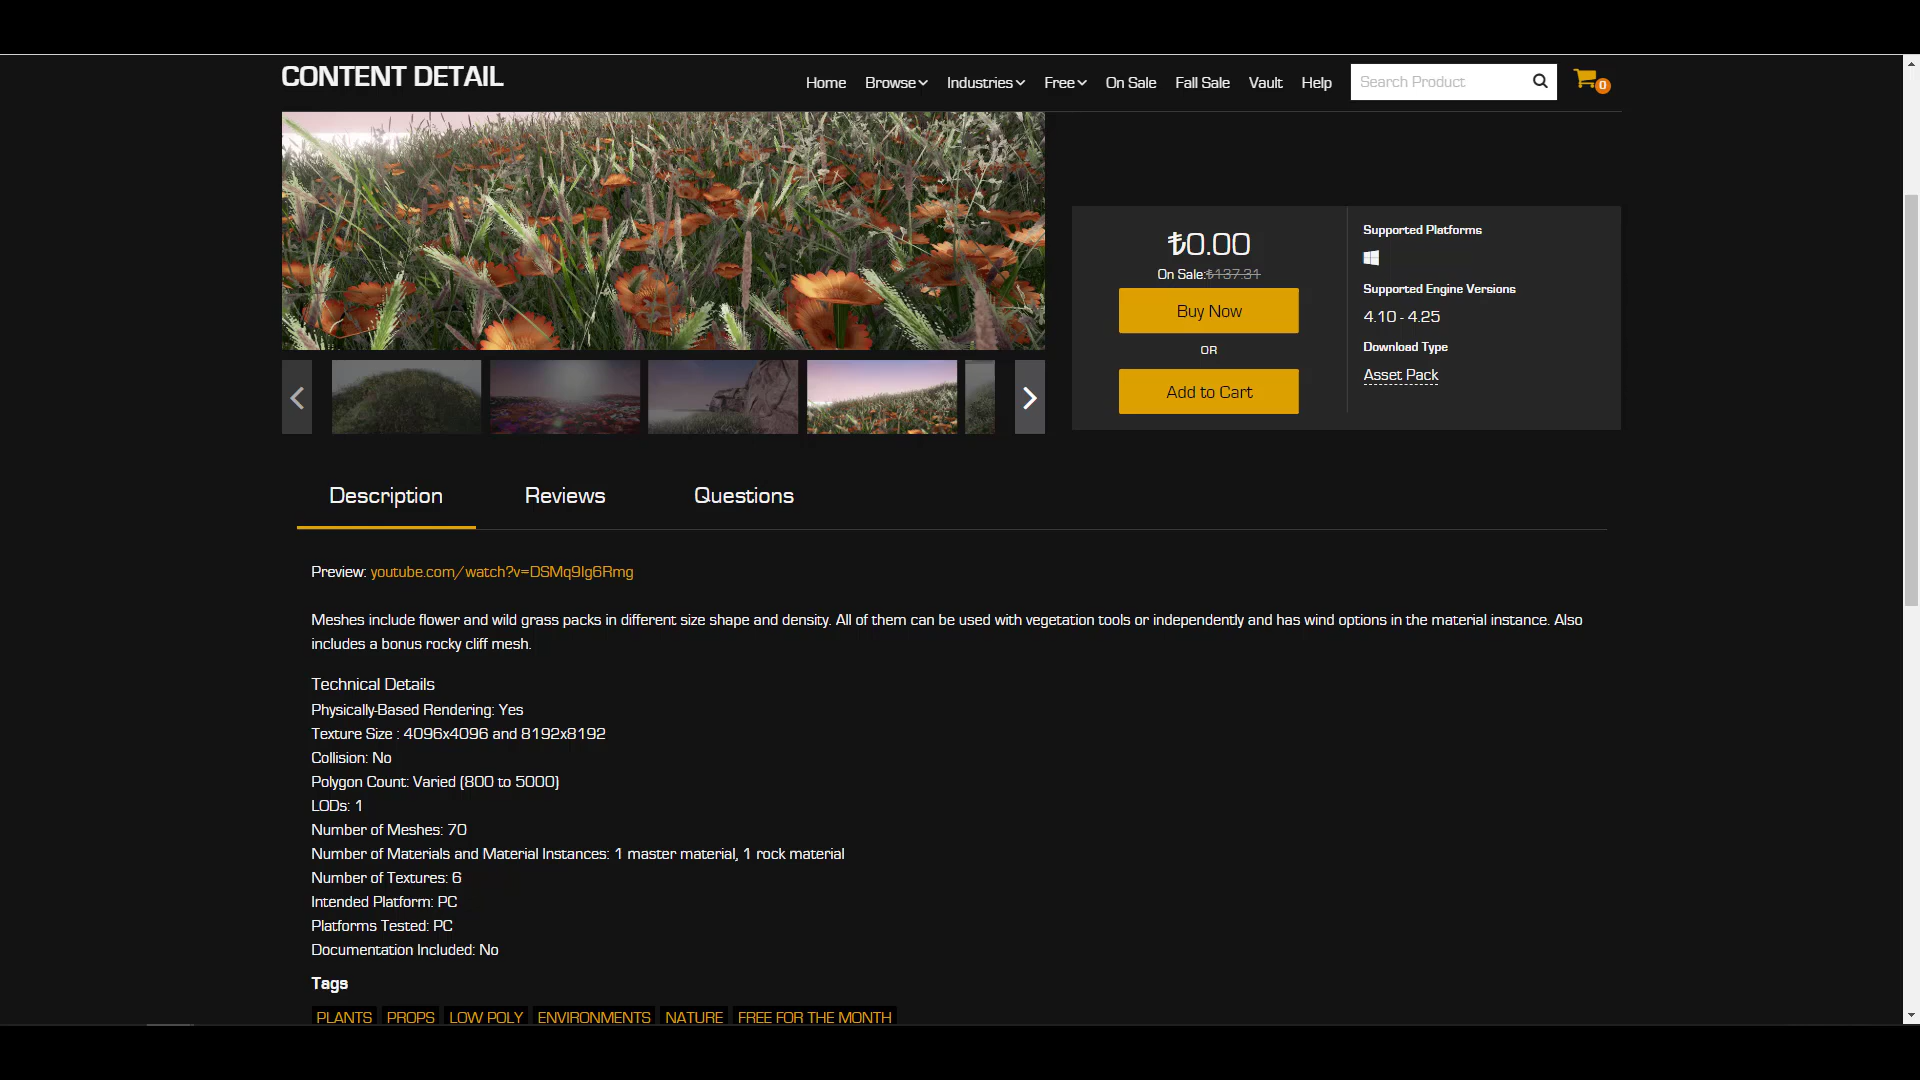 CONTENT DETAIL
Home Browse Industries Free On Sale Fall Sale Vault Help Search Product 0
₺0.00
On Sale:₺137.31
Buy Now
OR
Add to Cart
Supported Platforms
Supported Engine Versions
4.10 - 4.25
Download Type
Asset Pack
Description Reviews Questions
Preview: youtube.com/watch?v=DSMq9Ig6Rmg
Meshes include flower and wild grass packs in different size shape and density. All of them can be used with vegetation tools or independently and has wind options in the material instance. Also
includes a bonus rocky cliff mesh.
Technical Details
Physically-Based Rendering: Yes
Texture Size : 4096x4096 and 8192x8192
Collision: No
Polygon Count: Varied (800 to 5000)
LODs: 1
Number of Meshes: 70
Number of Materials and Material Instances: 1 master material, 1 rock material
Number of Textures: 6
Intended Platform: PC
Platforms Tested: PC
Documentation Included: No
Tags
PLANTS PROPS LOW POLY ENVIRONMENTS NATURE FREE FOR THE MONTH